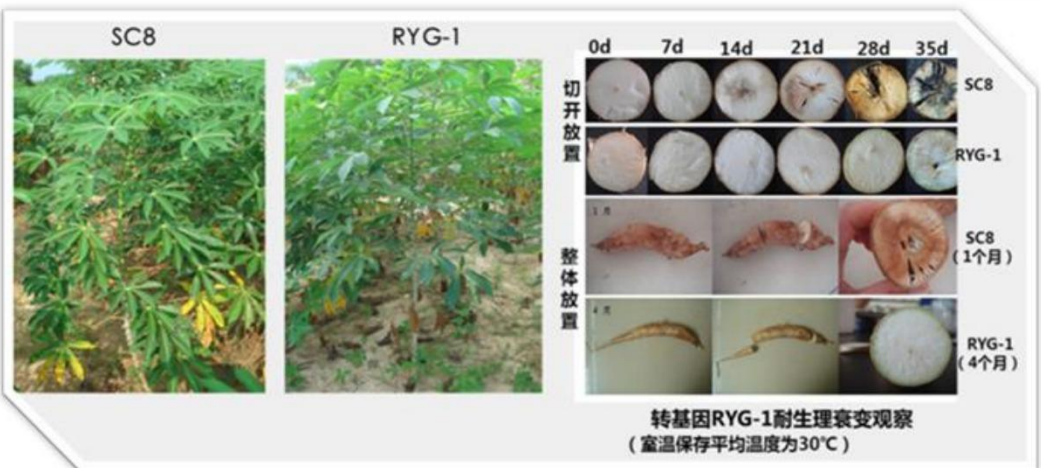 SC8
RYG-1
0d 7d 14d 21d 28d 35d
切开放置
SC8
RYG-1
整体放置
1 月
SC8
(1个月)
4 月
RYG-1
(4个月)
转基因RYG-1耐生理衰变观察
(室温保存平均温度为30℃)